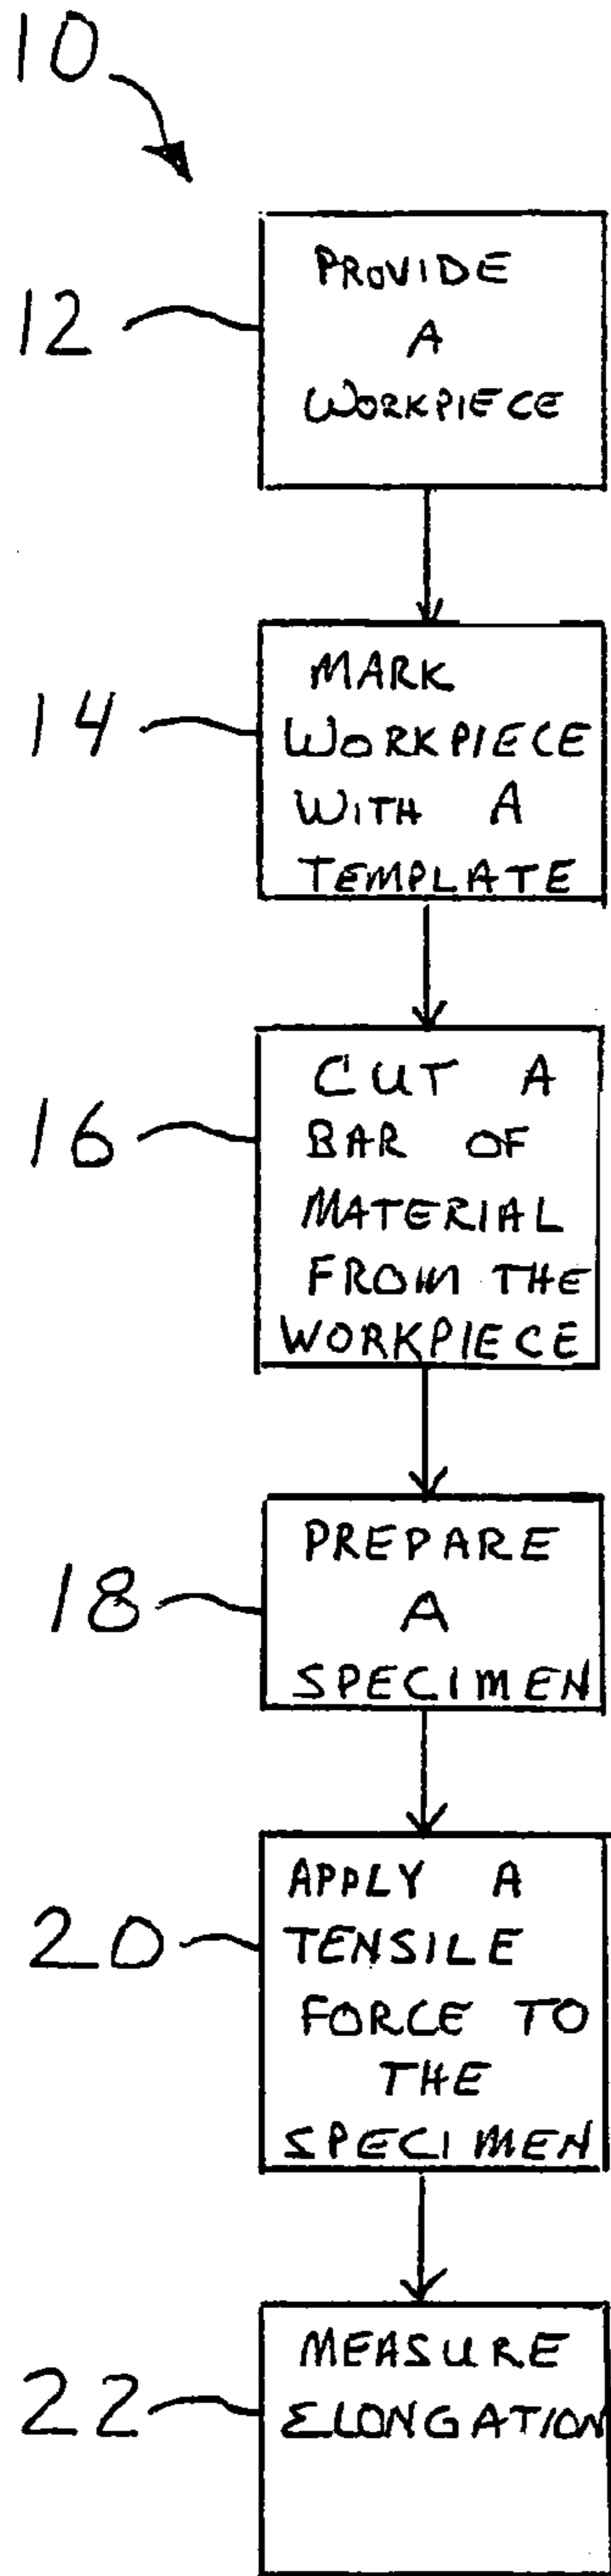 10
12
PROVIDE
A
WORKPIECE
14
MARK
WORKPIECE
WITH A
TEMPLATE
16
CUT A
BAR OF
MATERIAL
FROM THE
WORKPIECE
18
PREPARE
A
SPECIMEN
20
APPLY A
TENSILE
FORCE TO
THE
SPECIMEN
22
MEASURE
ELONGATION